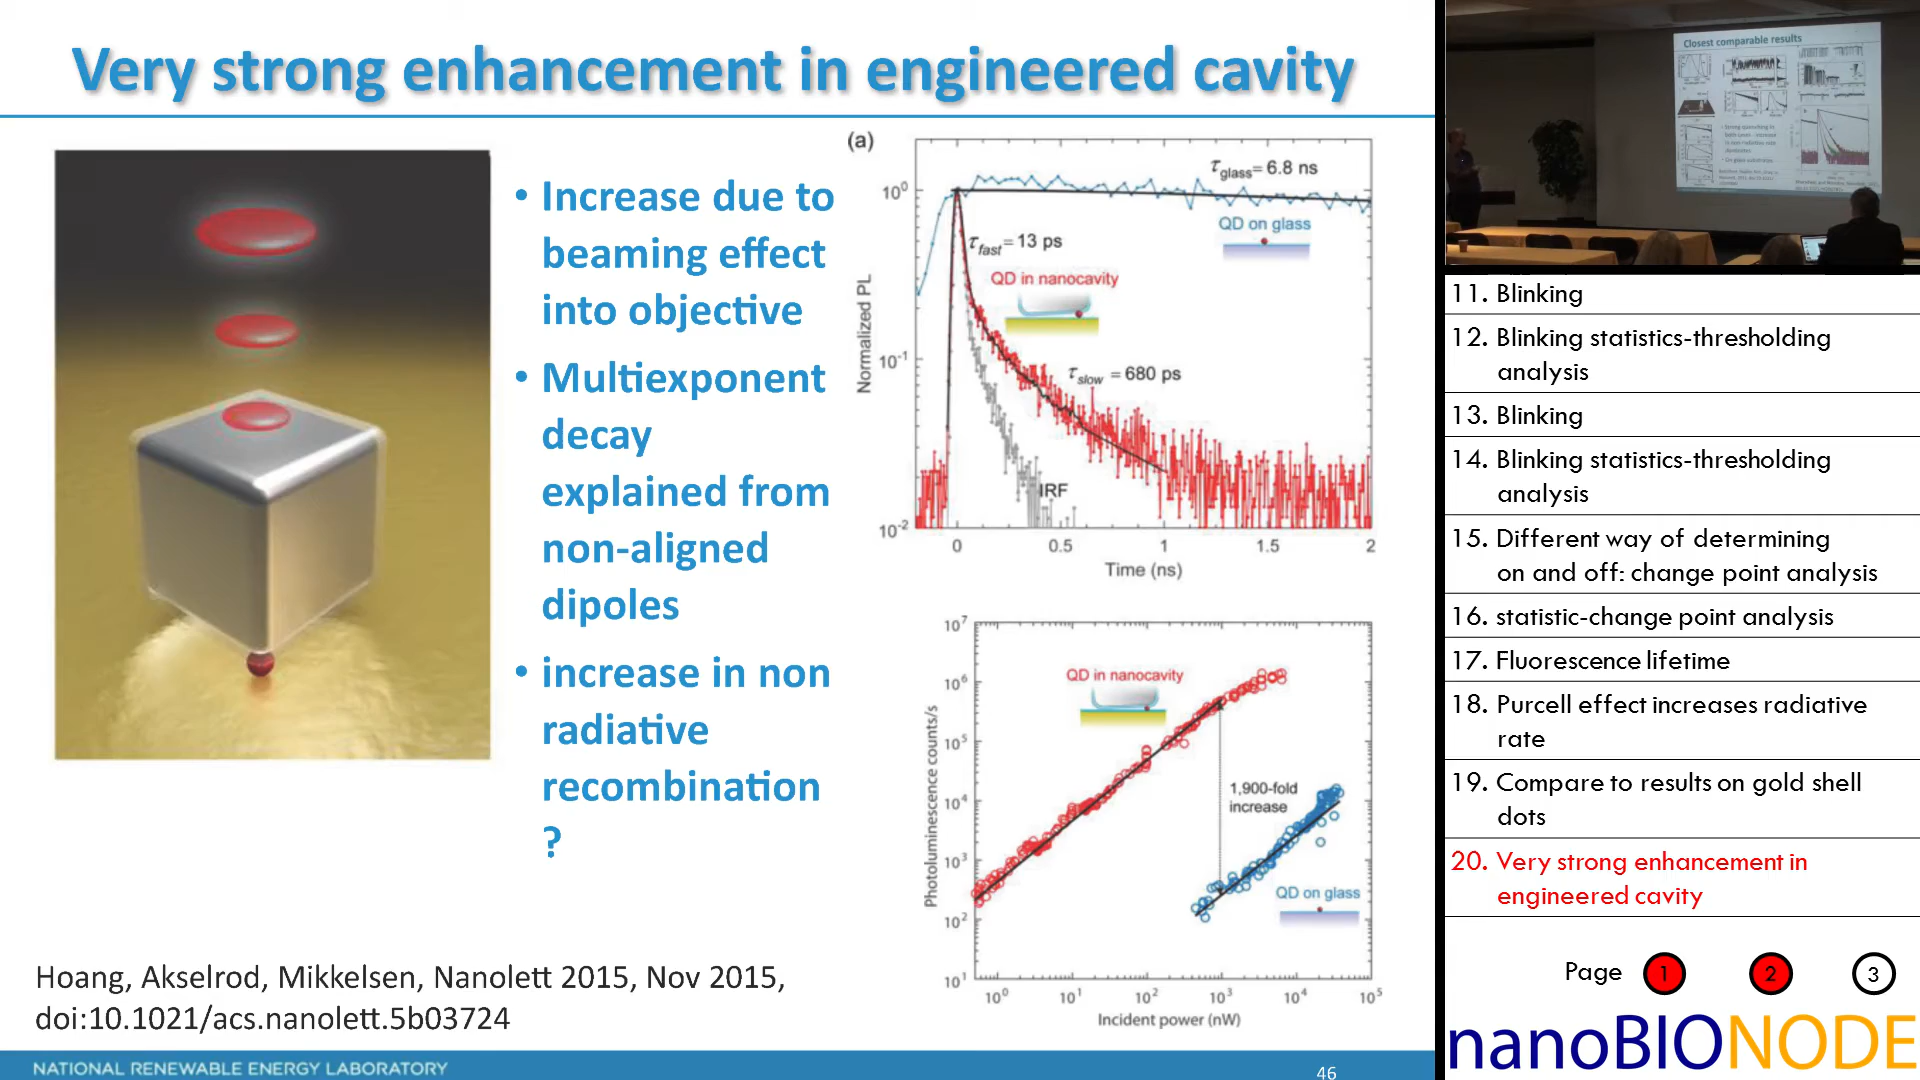 Very strong enhancement in engineered cavity
• Increase due to
beaming effect
into objective
• Multiexponent
decay
explained from
non-aligned
dipoles
• increase in non
radiative
recombination
?
(a)
τglass= 6.8 ns
QD on glass
τfast= 13 ps
QD in nanocavity
τslow = 680 ps
IRF
Normalized PL
10⁰
10⁻¹
10⁻²
0 0.5 1 1.5 2
Time (ns)
10⁷
10⁶
10⁵
10⁴
10³
10²
10¹
Photoluminescence counts/s
QD in nanocavity
1,900-fold
increase
QD on glass
10⁰ 10¹ 10² 10³ 10⁴ 10⁵
Incident power (nW)
Hoang, Akselrod, Mikkelsen, Nanolett 2015, Nov 2015,
doi:10.1021/acs.nanolett.5b03724
NATIONAL RENEWABLE ENERGY LABORATORY
46
Closest comparable results
11. Blinking
12. Blinking statistics-thresholding
analysis
13. Blinking
14. Blinking statistics-thresholding
analysis
15. Different way of determining
on and off: change point analysis
16. statistic-change point analysis
17. Fluorescence lifetime
18. Purcell effect increases radiative
rate
19. Compare to results on gold shell
dots
20. Very strong enhancement in
engineered cavity
Page 1 2 3
nanoBIONODE